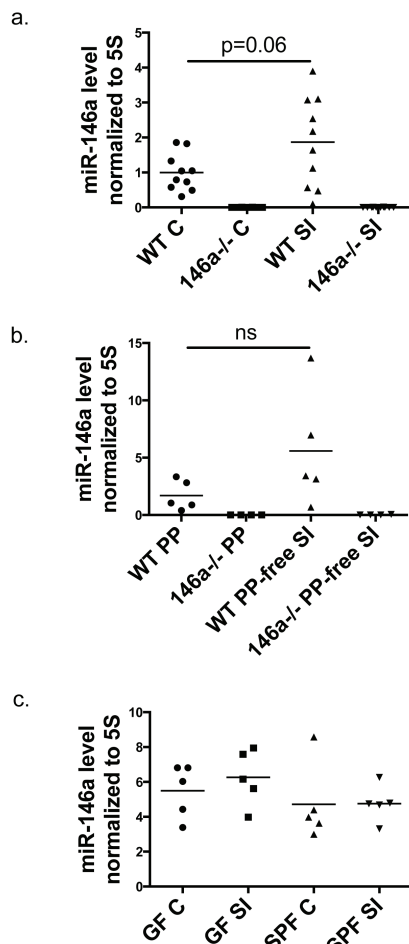 a.
p=0.06
miR-146a level
normalized to 5S
5
4
3
2
1
0
WT C
146a-/- C
WT SI
146a-/- SI
b.
ns
miR-146a level
normalized to 5S
15
10
5
0
WT PP
146a-/- PP
WT PP-free SI
146a-/- PP-free SI
c.
miR-146a level
normalized to 5S
10
8
6
4
2
0
GF C
GF SI
SPF C
SPF SI